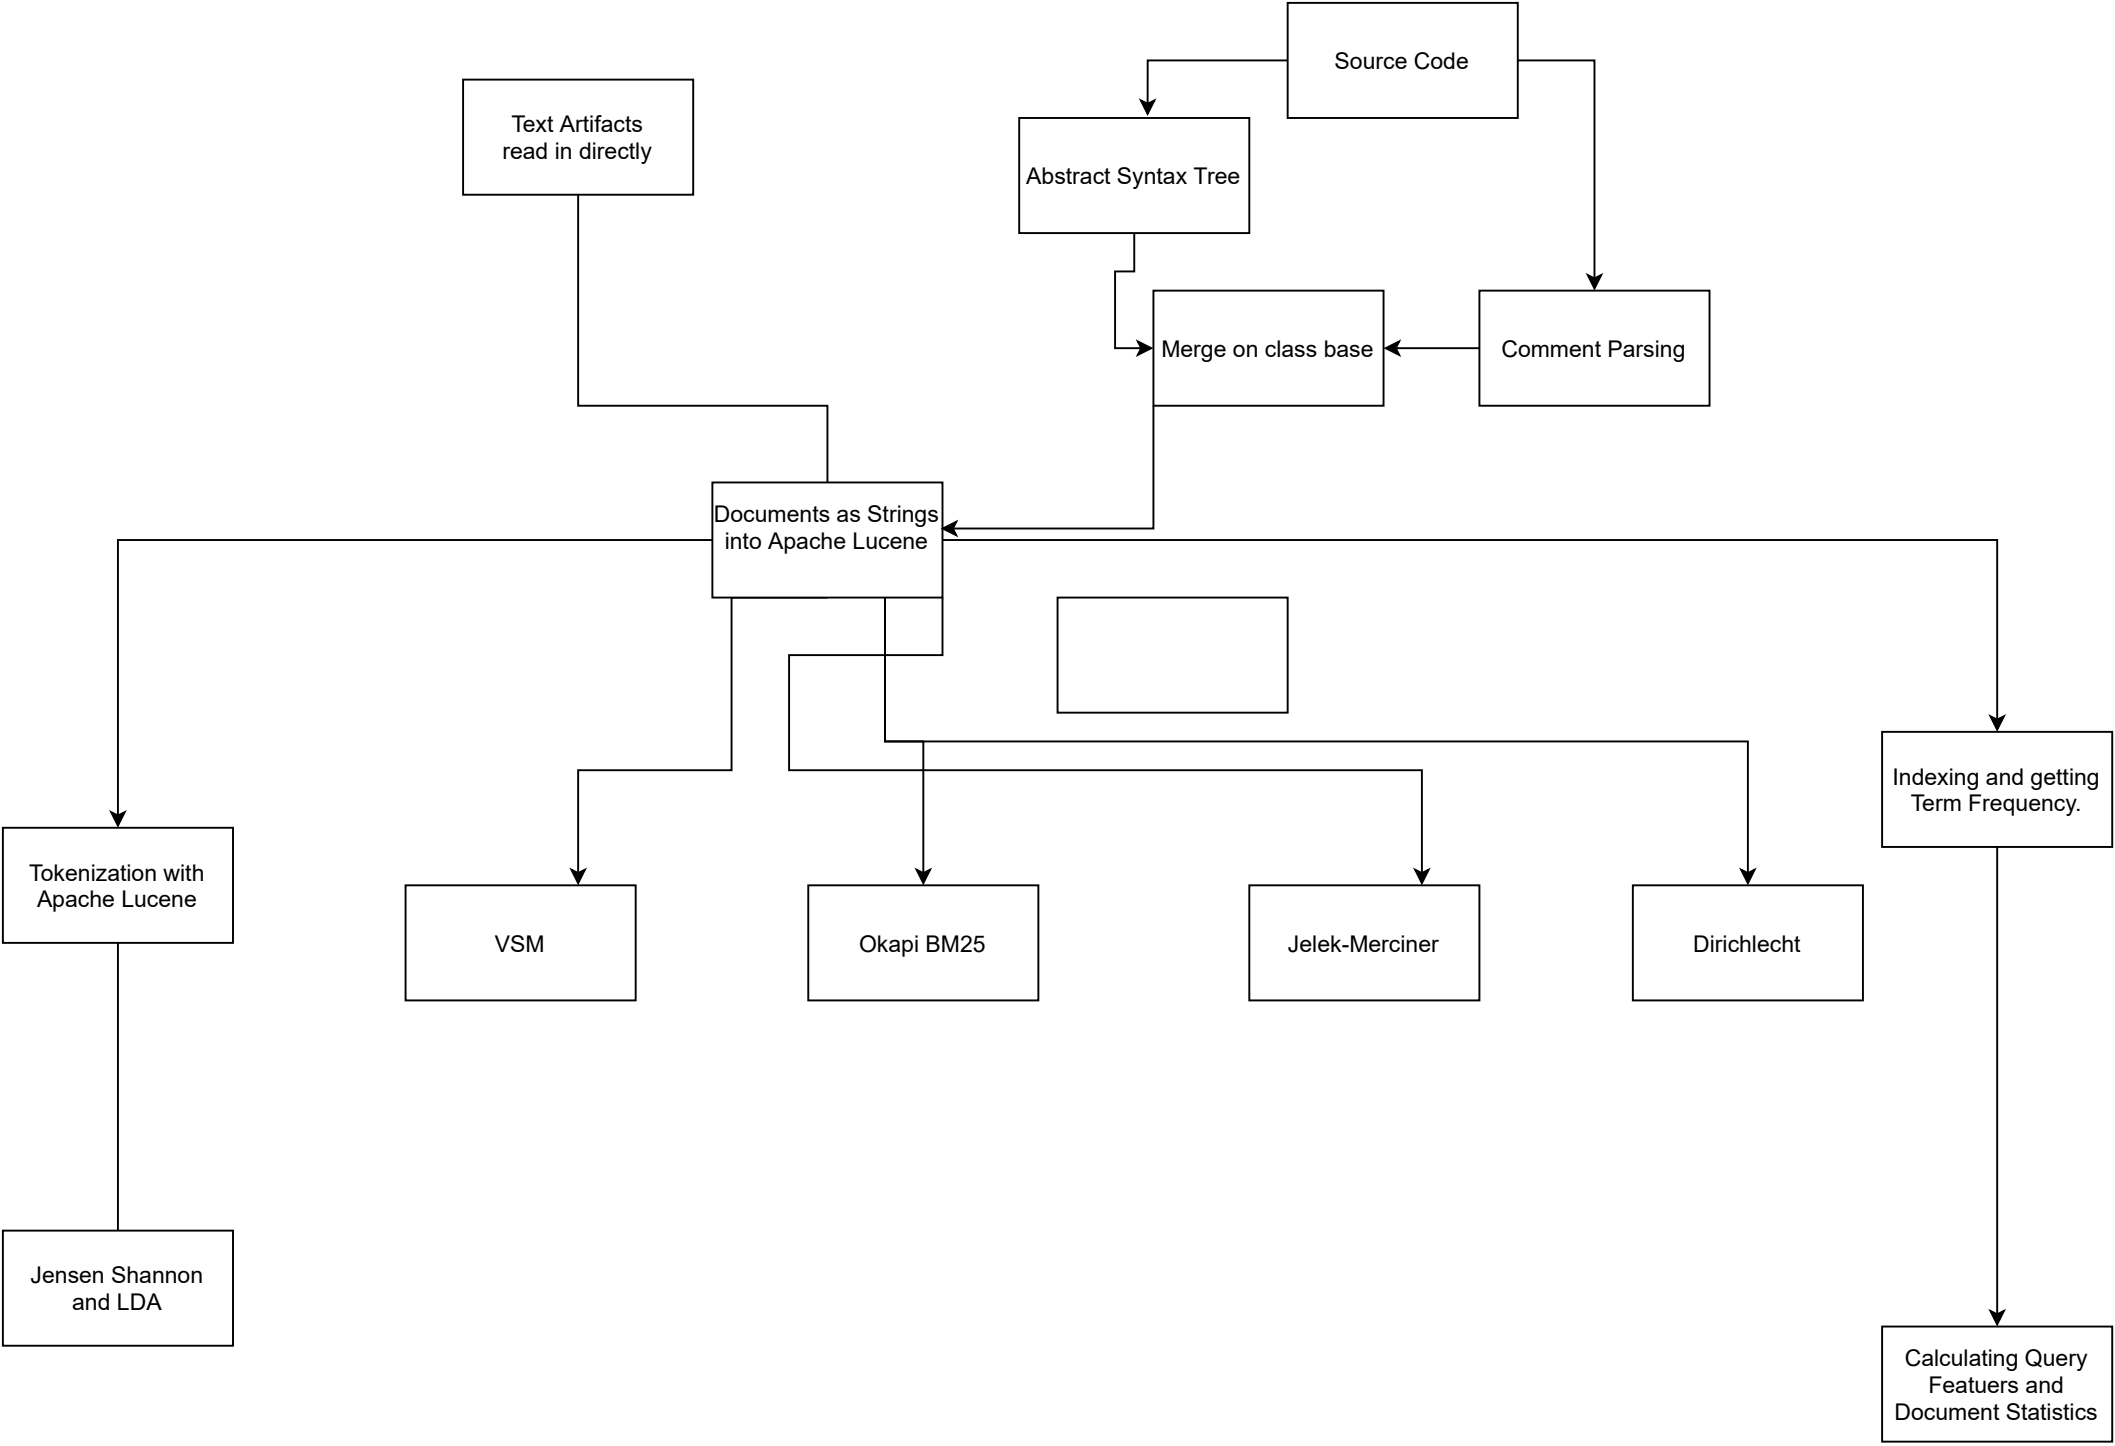 Source Code
Text Artifacts
read in directly
Abstract Syntax Tree
Merge on class base
Comment Parsing
Documents as Strings
into Apache Lucene
Indexing and getting
Term Frequency.
Tokenization with
Apache Lucene
VSM
Okapi BM25
Jelek-Merciner
Dirichlecht
Jensen Shannon
and LDA
Calculating Query
Featuers and
Document Statistics